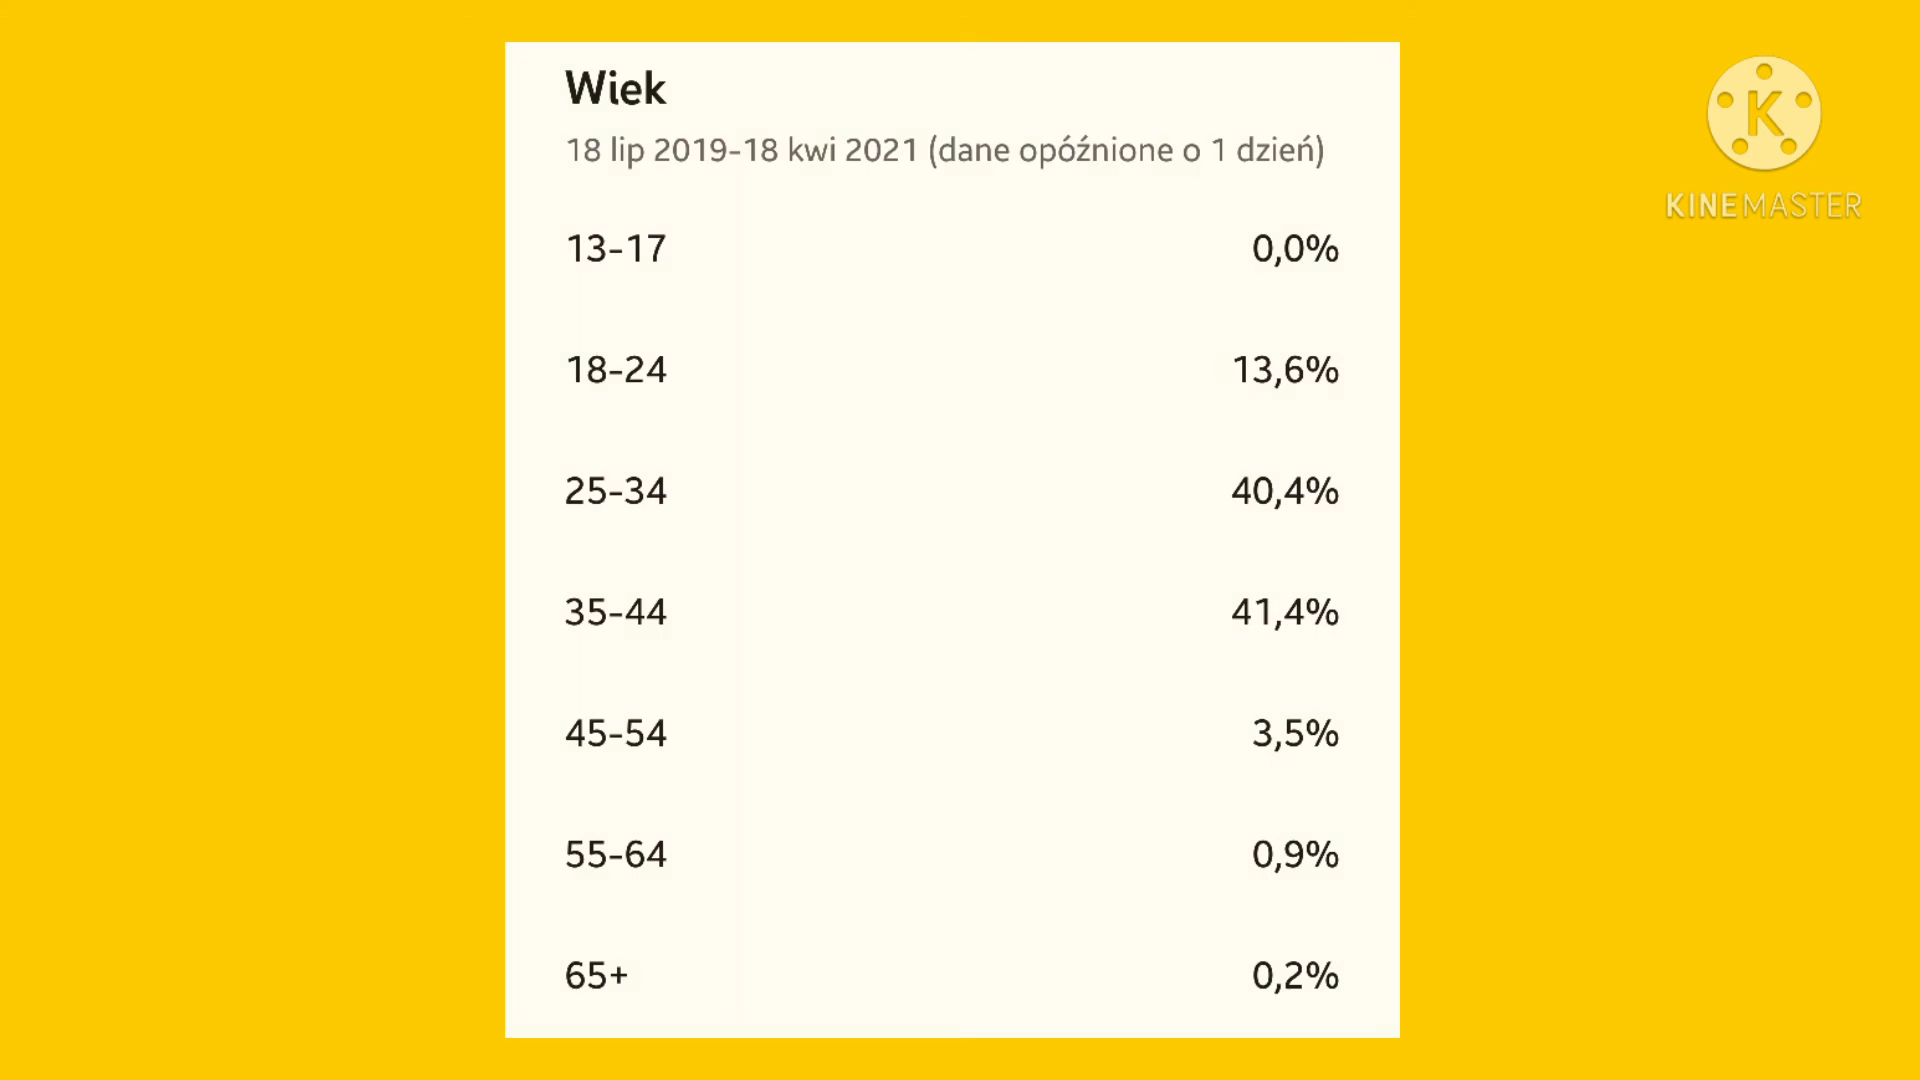 Wiek
18 lip 2019-18 kwi 2021 (dane opóźnione o 1 dzień)
13-17 0,0%
18-24 13,6%
25-34 40,4%
35-44 41,4%
45-54 3,5%
55-64 0,9%
65+ 0,2%
K
KINEMASTER